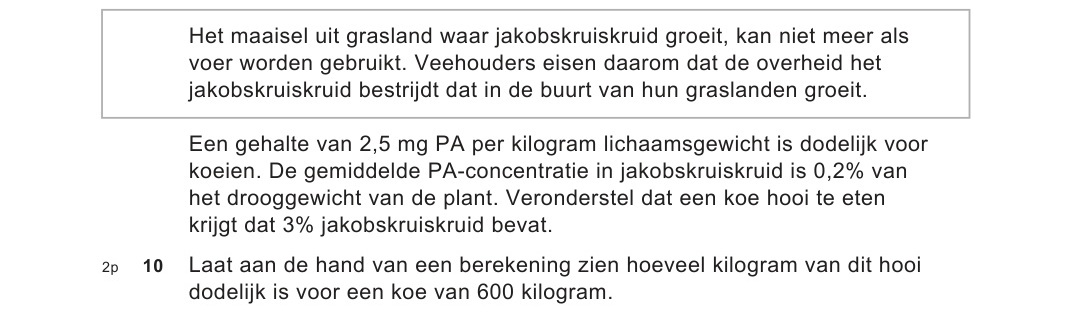 Het maaisel uit grasland waar jakobskruiskruid groeit, kan niet meer als
voer worden gebruikt. Veehouders eisen daarom dat de overheid het
jakobskruiskruid bestrijdt dat in de buurt van hun graslanden groeit.
Een gehalte van 2,5 mg PA per kilogram lichaamsgewicht is dodelijk voor
koeien. De gemiddelde PA-concentratie in jakobskruiskruid is 0,2% van
het drooggewicht van de plant. Veronderstel dat een koe hooi te eten
krijgt dat 3% jakobskruiskruid bevat.
2p 10 Laat aan de hand van een berekening zien hoeveel kilogram van dit hooi
dodelijk is voor een koe van 600 kilogram.